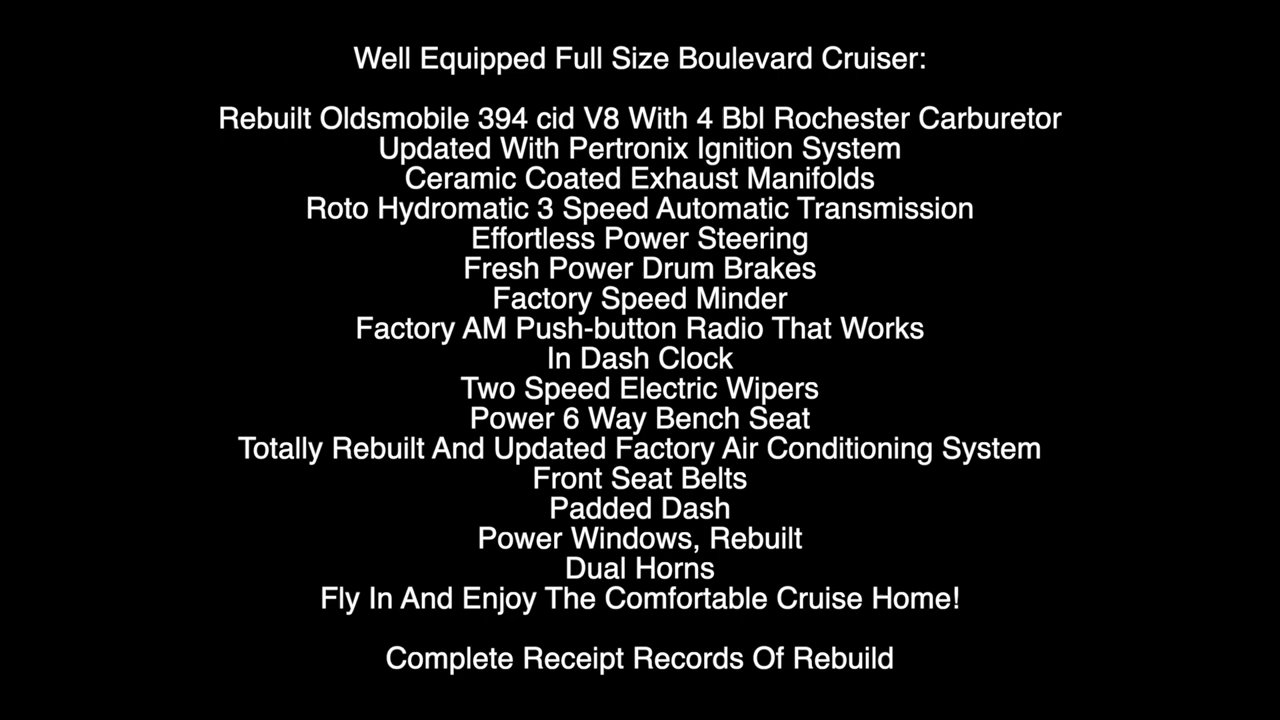 Well Equipped Full Size Boulevard Cruiser:
Rebuilt Oldsmobile 394 cid V8 With 4 Bbl Rochester Carburetor
Updated With Pertronix Ignition System
Ceramic Coated Exhaust Manifolds
Roto Hydromatic 3 Speed Automatic Transmission
Effortless Power Steering
Fresh Power Drum Brakes
Factory Speed Minder
Factory AM Push-button Radio That Works
In Dash Clock
Two Speed Electric Wipers
Power 6 Way Bench Seat
Totally Rebuilt And Updated Factory Air Conditioning System
Front Seat Belts
Padded Dash
Power Windows, Rebuilt
Dual Horns
Fly In And Enjoy The Comfortable Cruise Home!
Complete Receipt Records Of Rebuild